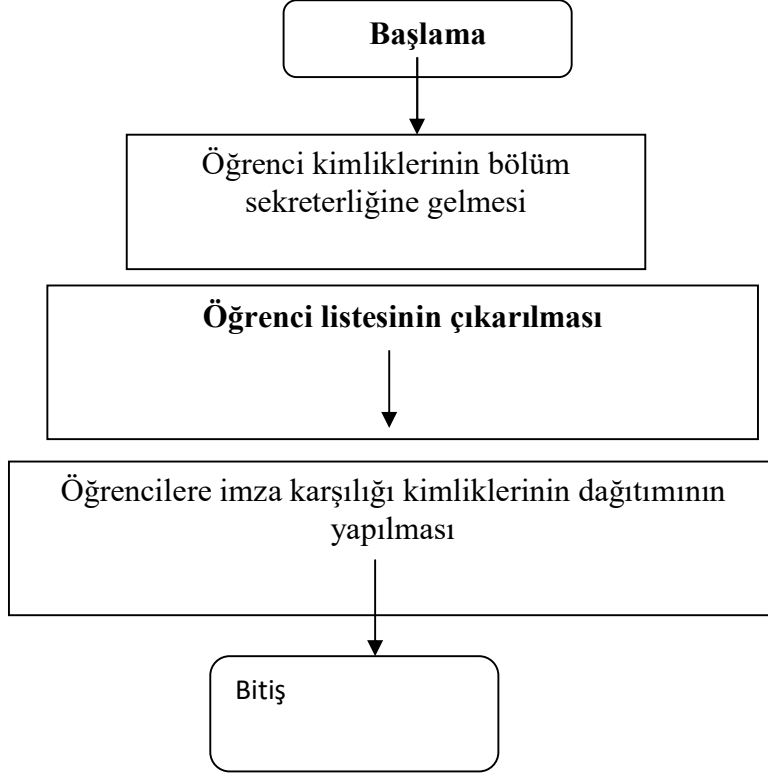 Başlama
Öğrenci kimliklerinin bölüm
sekreterliğine gelmesi
Öğrenci listesinin çıkarılması
Öğrencilere imza karşılığı kimliklerinin dağıtımının
yapılması
Bitiş